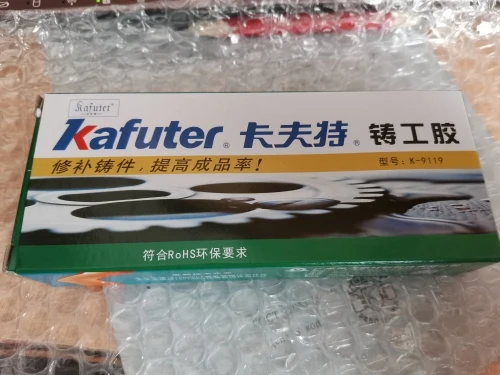 Kafuter®
Kafuter® 卡夫特® 铸工胶
修补铸件，提高成品率！
型号：K-9119
符合RoHS环保要求